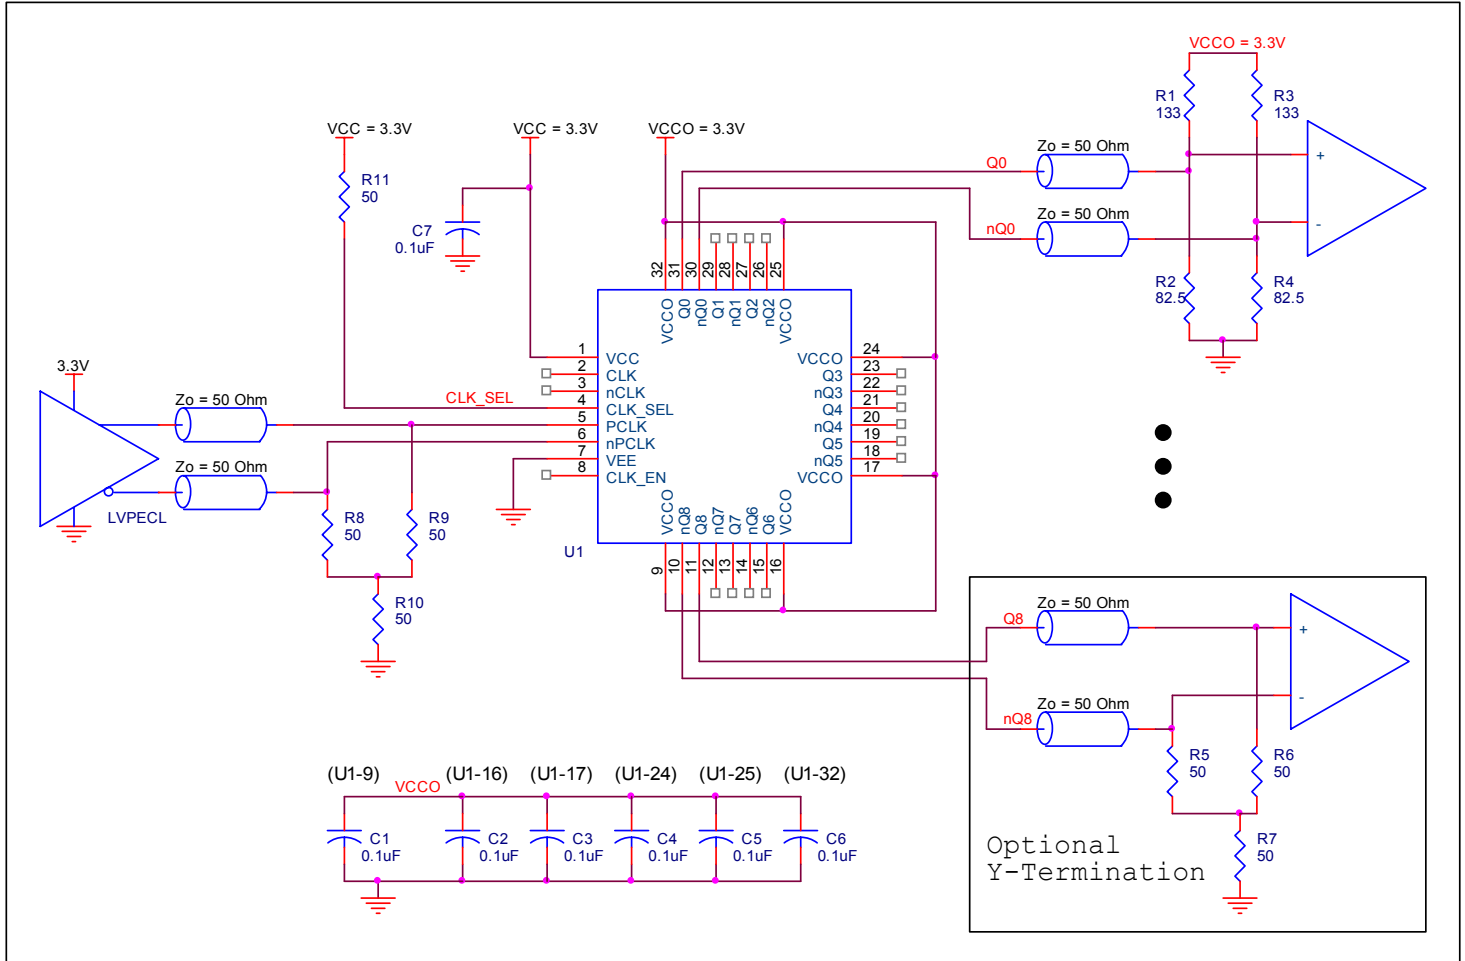 VCCO = 3.3V
R1
133
R3
133
VCC = 3.3V
VCC = 3.3V
VCCO = 3.3V
Q0
Zo = 50 Ohm
+
R11
50
C7
0.1uF
nQ0
Zo = 50 Ohm
-
32
31
30
29
28
27
26
25
VCCO
Q0
nQ0
Q1
nQ1
Q2
nQ2
VCCO
R2
82.5
R4
82.5
1
VCC
2
CLK
3
nCLK
4
CLK_SEL
5
PCLK
6
nPCLK
7
VEE
8
CLK_EN
24
VCCO
23
Q3
22
nQ3
21
Q4
20
nQ4
19
Q5
18
nQ5
17
VCCO
3.3V
Zo = 50 Ohm
CLK_SEL
Zo = 50 Ohm
LVPECL
R8
50
R9
50
R10
50
VCCO
nQ8
Q8
nQ7
Q7
nQ6
Q6
VCCO
9
10
11
12
13
14
15
16
U1
Q8
Zo = 50 Ohm
+
nQ8
Zo = 50 Ohm
-
R5
50
R6
50
R7
50
Optional
Y-Termination
(U1-9)
(U1-16)
(U1-17)
(U1-24)
(U1-25)
(U1-32)
VCCO
C1
0.1uF
C2
0.1uF
C3
0.1uF
C4
0.1uF
C5
0.1uF
C6
0.1uF